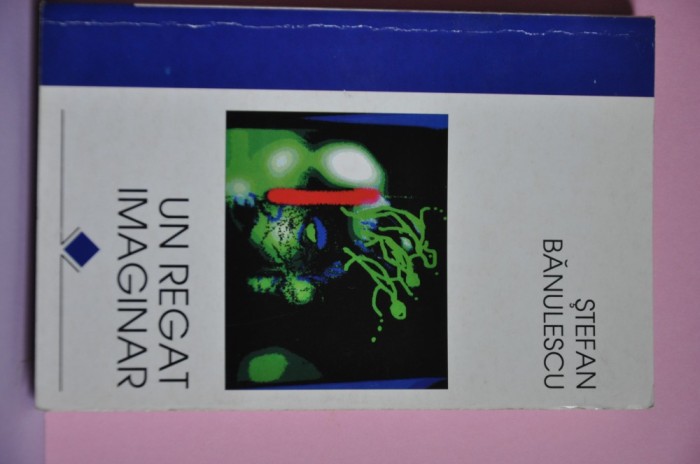 ŞTEFAN
BĂNULESCU
UN REGAT
IMAGINAR